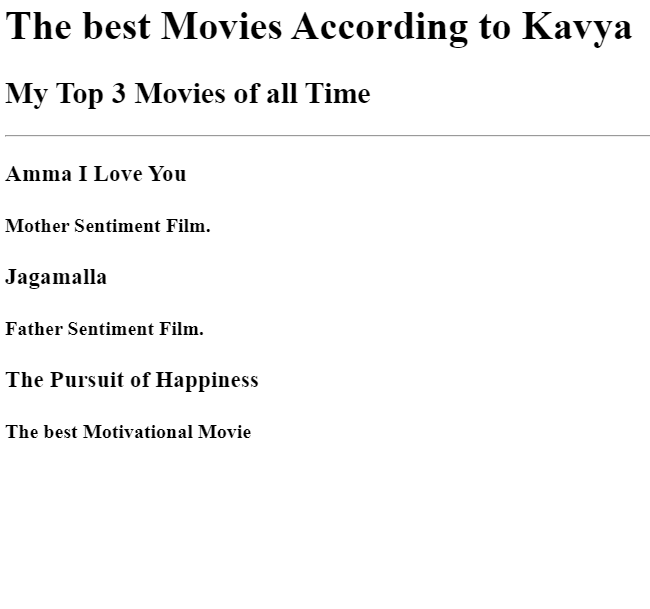 The best Movies According to Kavya
My Top 3 Movies of all Time
Amma I Love You
Mother Sentiment Film.
Jagamalla
Father Sentiment Film.
The Pursuit of Happiness
The best Motivational Movie